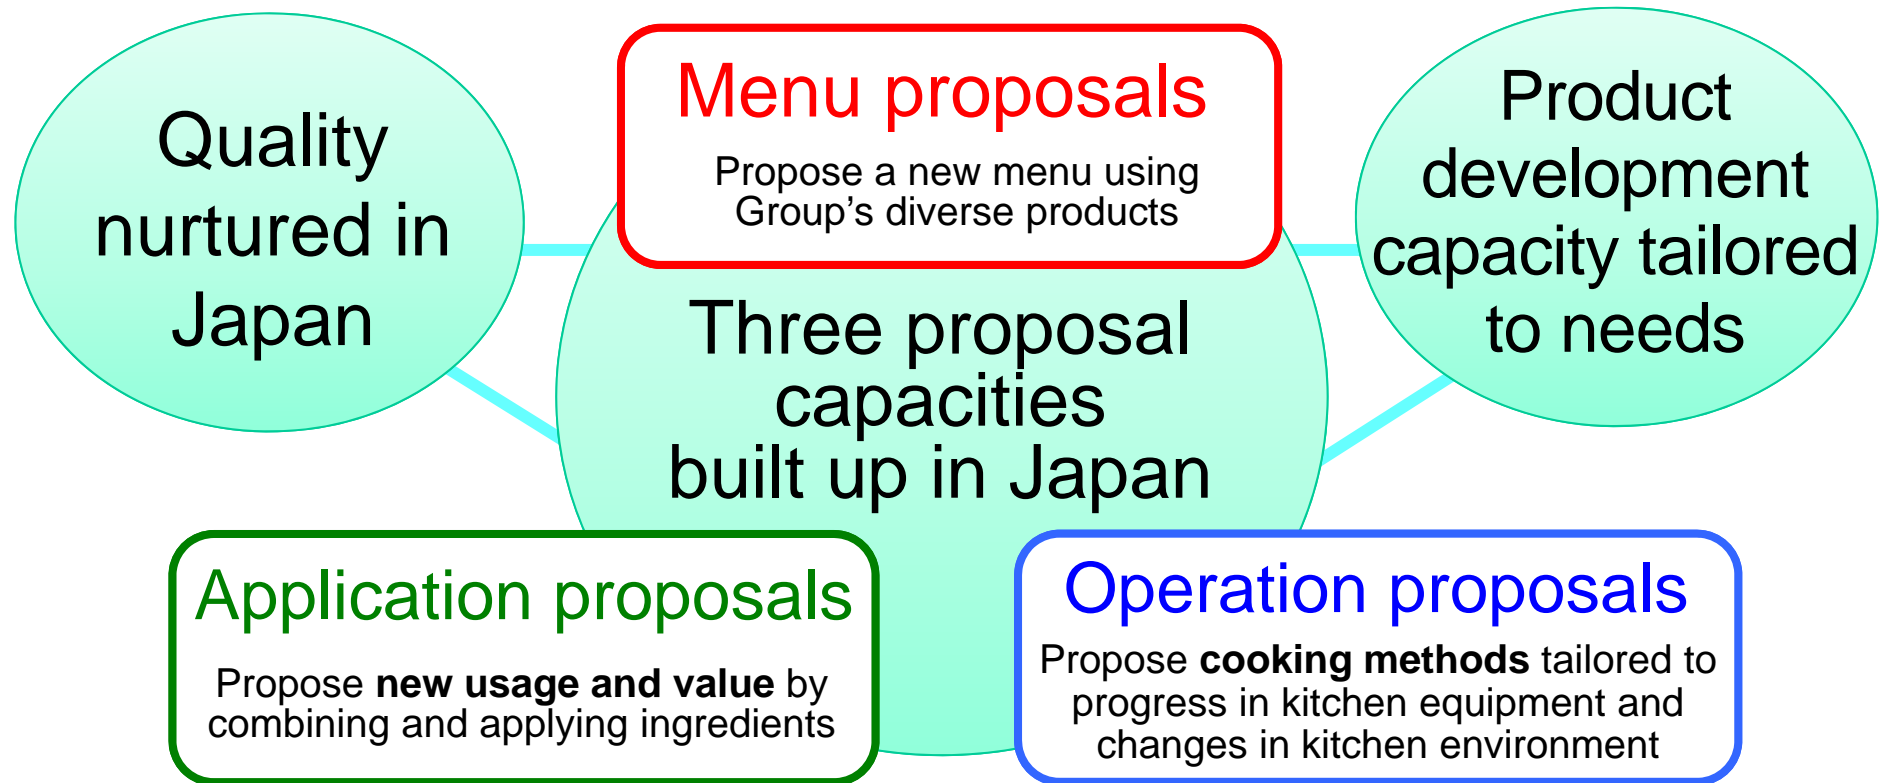 Quality
nurtured in
Japan
Menu proposals
Propose a new menu using
Group’s diverse products
Product
development
capacity tailored
to needs
Three proposal
capacities
built up in Japan
Application proposals
Propose new usage and value by
combining and applying ingredients
Operation proposals
Propose cooking methods tailored to
progress in kitchen equipment and
changes in kitchen environment